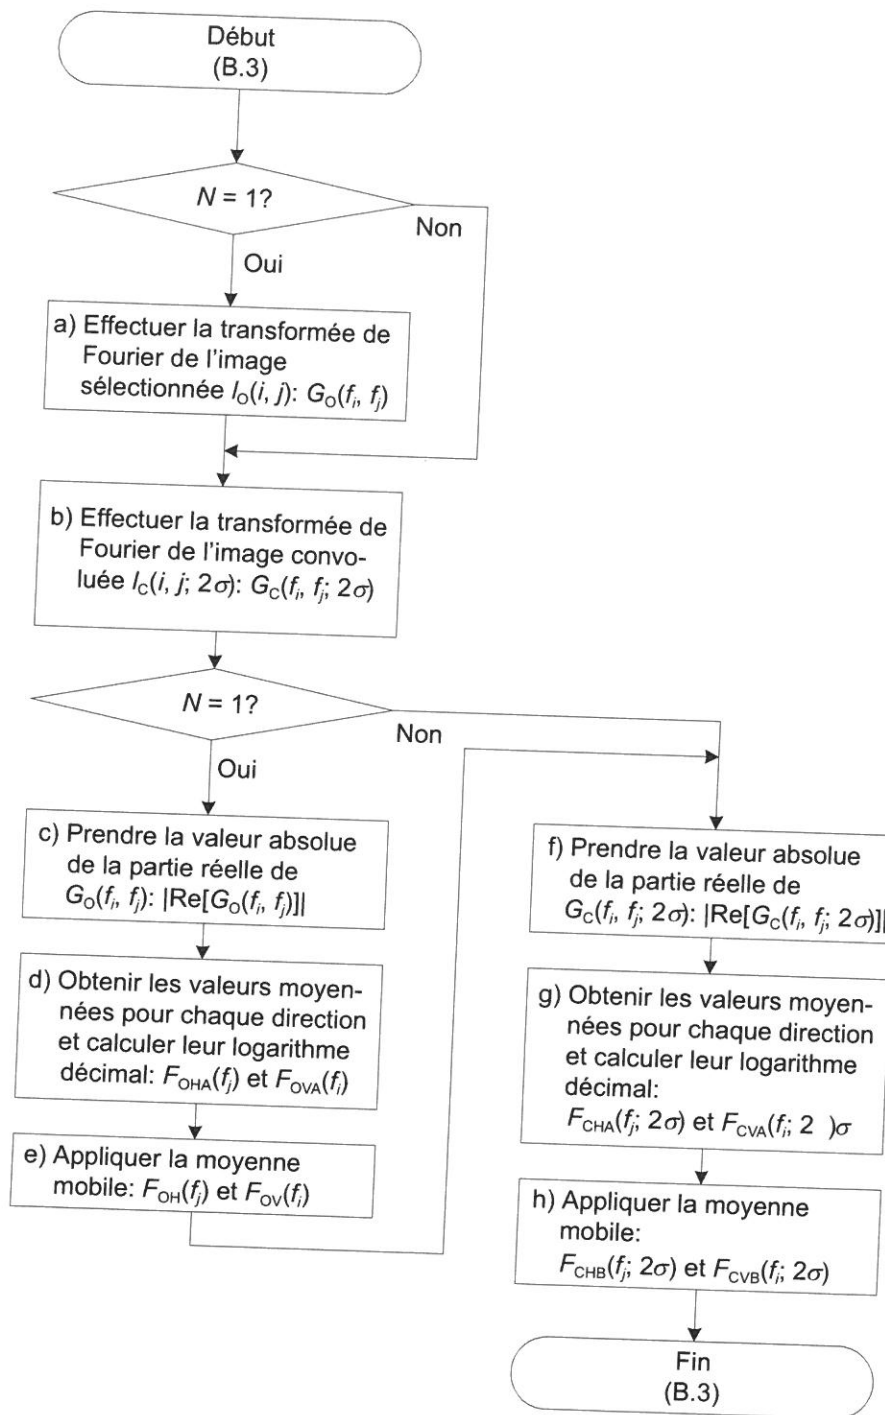 Début
(B.3)
N = 1?
Non
Oui
a) Effectuer la transformée de
Fourier de l'image
sélectionnée I_O(i, j): G_O(f_i, f_j)
b) Effectuer la transformée de
Fourier de l'image convo-
luée I_C(i, j; 2σ): G_C(f_i, f_j; 2σ)
N = 1?
Non
Oui
c) Prendre la valeur absolue
de la partie réelle de
G_O(f_i, f_j): |Re[G_O(f_i, f_j)]|
d) Obtenir les valeurs moyen-
nées pour chaque direction
et calculer leur logarithme
décimal: F_OHA(f_j) et F_OVA(f_i)
e) Appliquer la moyenne
mobile: F_OH(f_j) et F_OV(f_i)
f) Prendre la valeur absolue
de la partie réelle de
G_C(f_i, f_j; 2σ): |Re[G_C(f_i, f_j; 2σ)]|
g) Obtenir les valeurs moyen-
nées pour chaque direction
et calculer leur logarithme
décimal:
F_CHA(f_j; 2σ) et F_CVA(f_i; 2 )σ
h) Appliquer la moyenne
mobile:
F_CHB(f_j; 2σ) et F_CVB(f_i; 2σ)
Fin
(B.3)